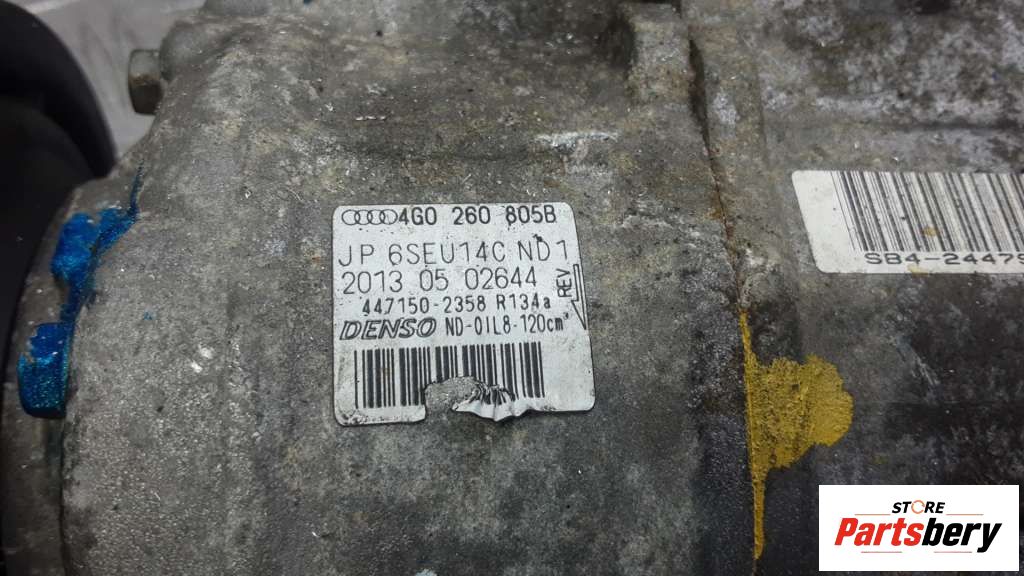 4G0 260 805B
JP 6SEU14C ND1
2013 05 02644
REV
447150-2358 R134a
DENSO ND-OIL8-120cm³
SB4-24479
STORE
Partsbery